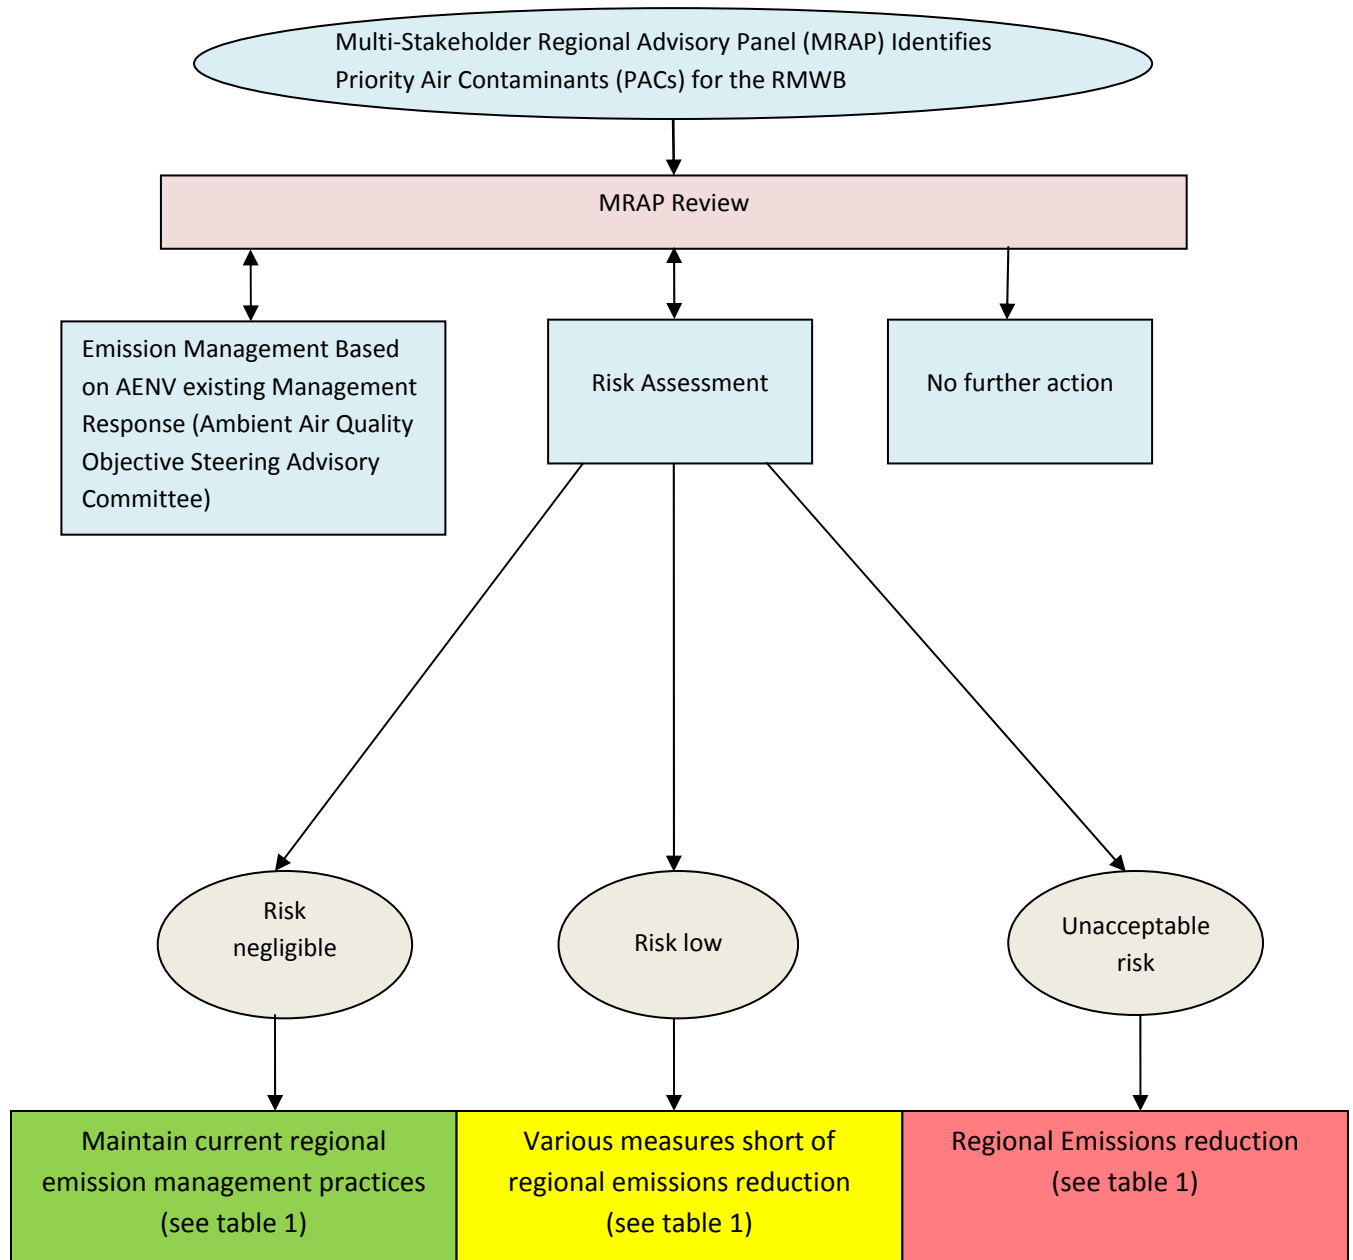 Multi-Stakeholder Regional Advisory Panel (MRAP) Identifies
Priority Air Contaminants (PACs) for the RMWB
MRAP Review
Emission Management Based
on AENV existing Management
Response (Ambient Air Quality
Objective Steering Advisory
Committee)
Risk Assessment
No further action
Risk
negligible
Risk low
Unacceptable
risk
Maintain current regional
emission management practices
(see table 1)
Various measures short of
regional emissions reduction
(see table 1)
Regional Emissions reduction
(see table 1)